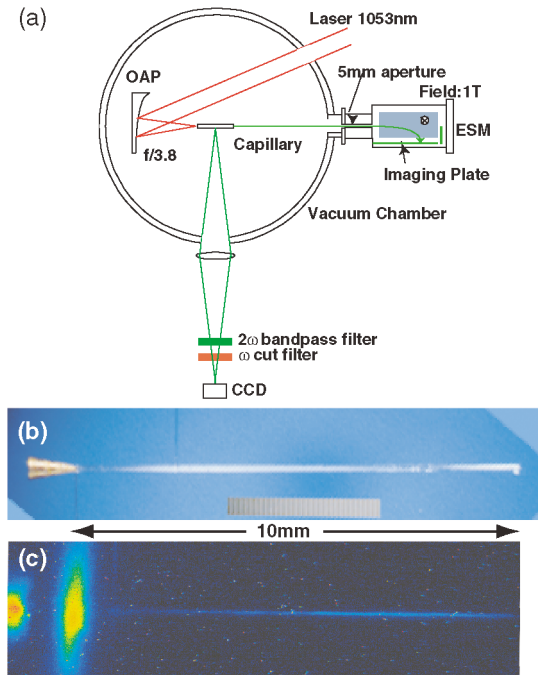 (a)
Laser 1053nm
OAP
5mm aperture
Field:1T
ESM
f/3.8
Capillary
Imaging Plate
Vacuum Chamber
2ω bandpass filter
ω cut filter
CCD
(b)
10mm
(c)